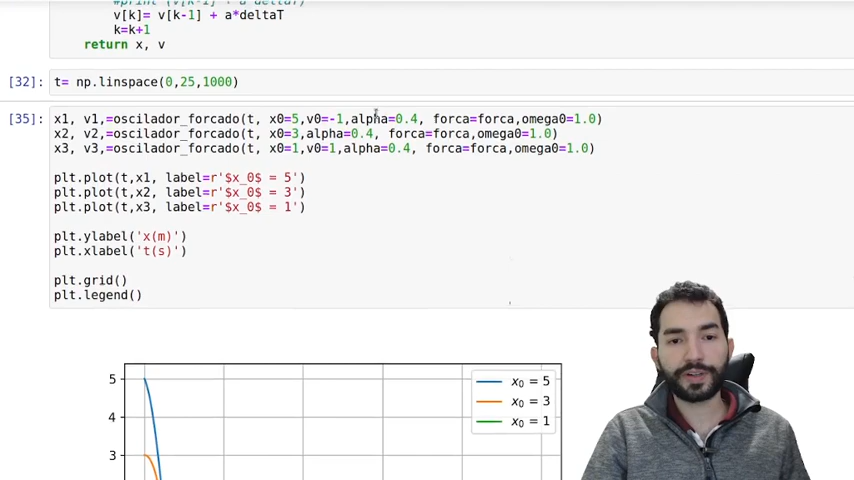 #print (v[k-1] + a*deltaT)
v[k]= v[k-1] + a*deltaT
k=k+1
return x, v
[32]: t= np.linspace(0,25,1000)
[35]: x1, v1,=oscilador_forcado(t, x0=5,v0=-1,alpha=0.4, forca=forca,omega0=1.0)
x2, v2,=oscilador_forcado(t, x0=3,alpha=0.4, forca=forca,omega0=1.0)
x3, v3,=oscilador_forcado(t, x0=1,v0=1,alpha=0.4, forca=forca,omega0=1.0)
plt.plot(t,x1, label=r'$x_0$ = 5')
plt.plot(t,x2, label=r'$x_0$ = 3')
plt.plot(t,x3, label=r'$x_0$ = 1')
plt.ylabel('x(m)')
plt.xlabel('t(s)')
plt.grid()
plt.legend()
5
4
3
x₀ = 5
x₀ = 3
x₀ = 1